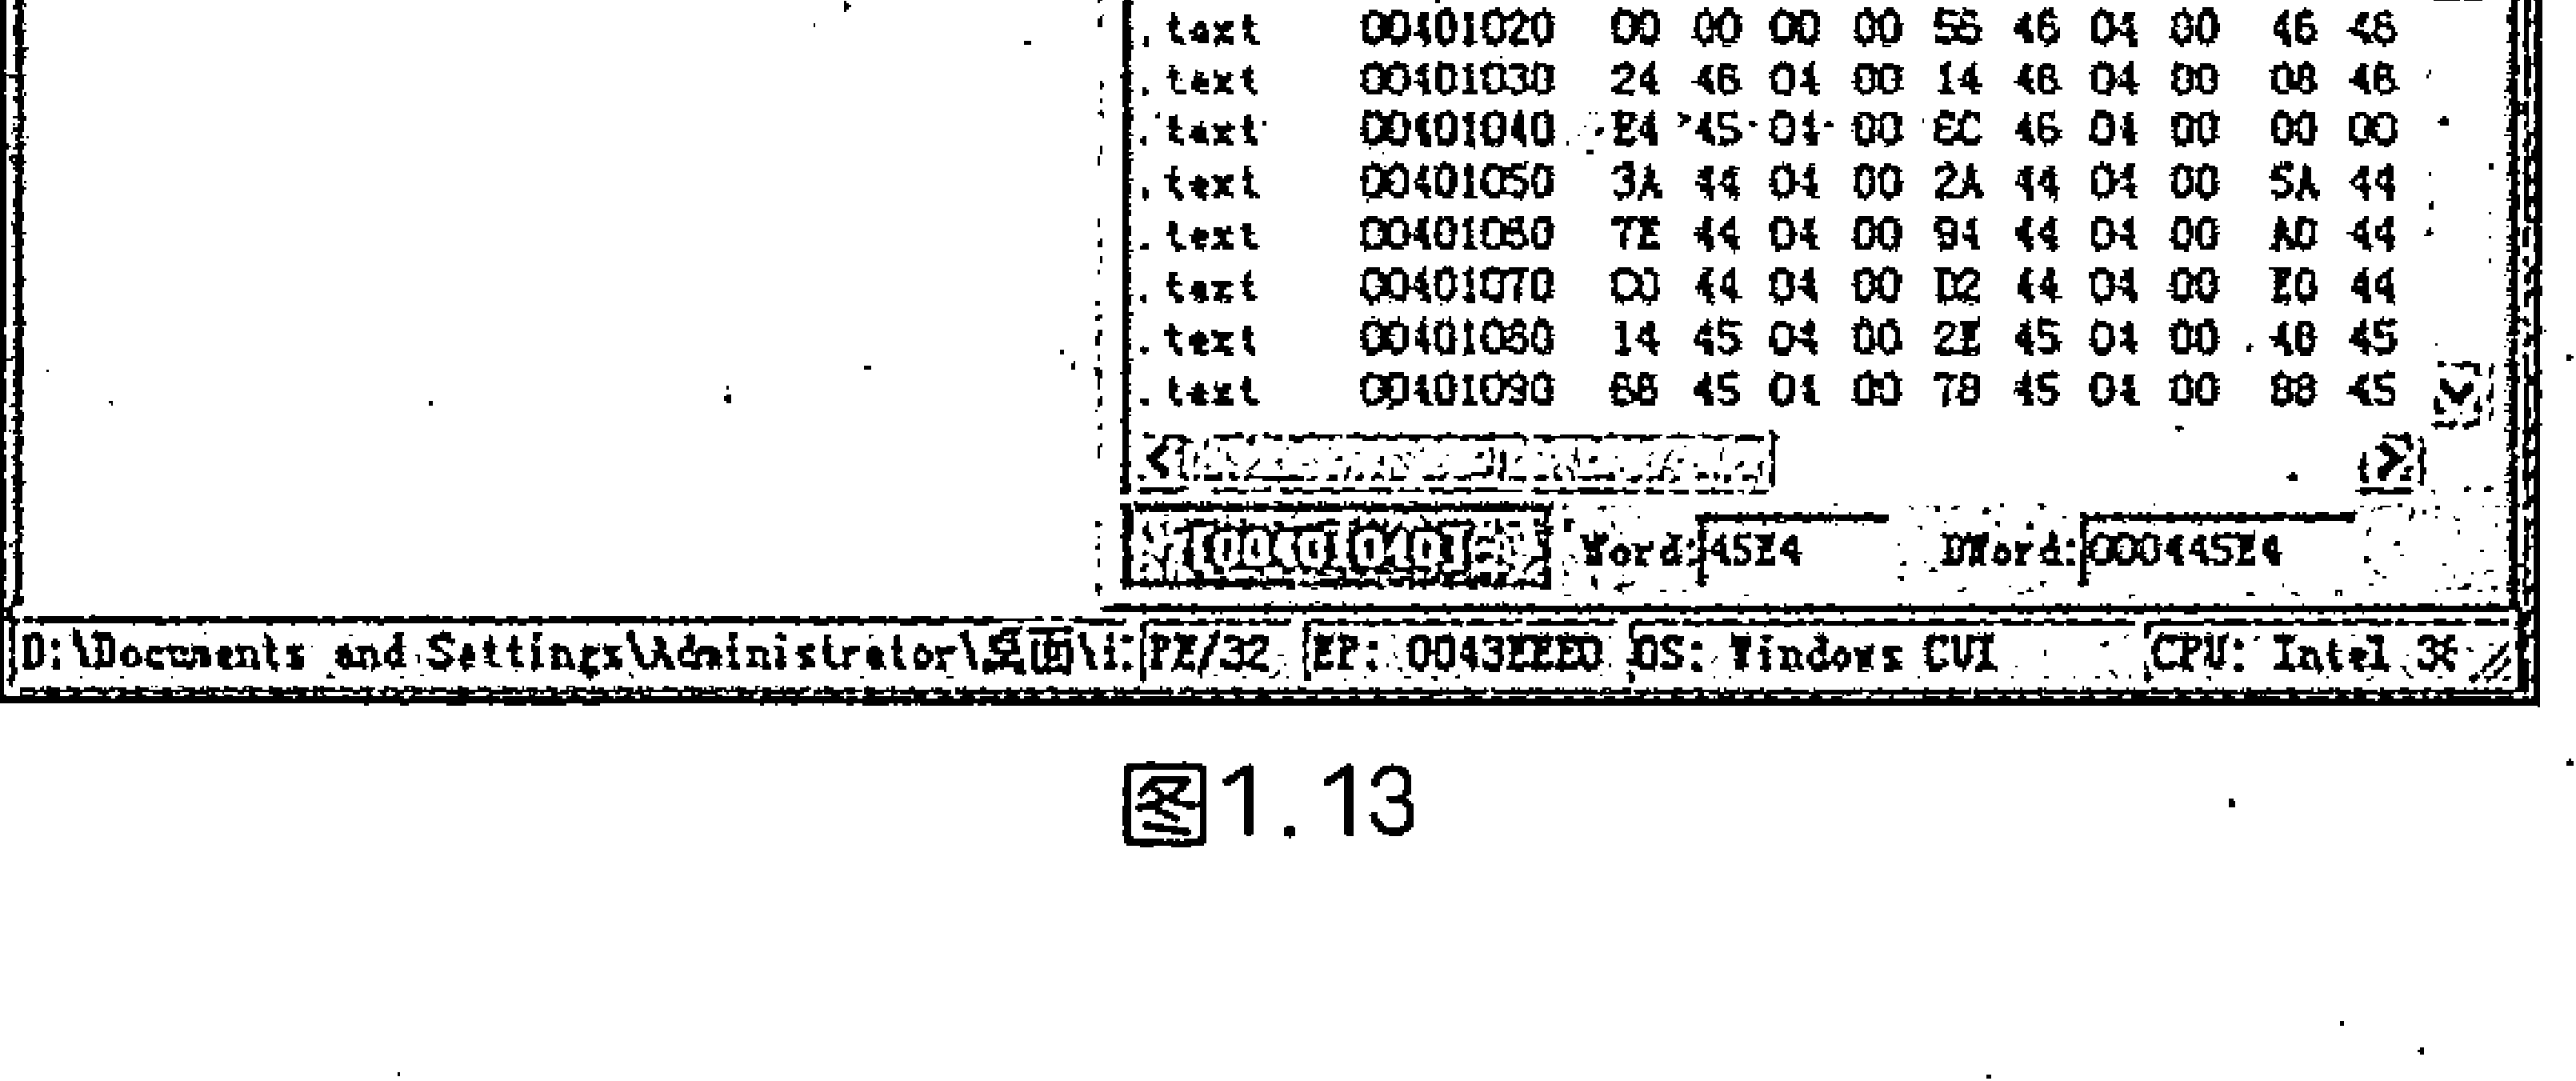 .text 00401020 00 00 00 00 56 46 04 00 46 46
.text 00401030 24 46 04 00 14 46 04 00 08 46
.text 00401040 E4 45 04 00 EC 46 04 00 00 00
.text 00401050 3A 44 04 00 2A 44 04 00 5A 44
.text 00401060 7E 44 04 00 94 44 04 00 A0 44
.text 00401070 C0 44 04 00 D2 44 04 00 E0 44
.text 00401080 14 45 04 00 2E 45 04 00 48 45
.text 00401090 68 45 04 00 78 45 04 00 88 45
[00401040] Word: 45E4 DWord: 000445E4
D:\Documents and Settings\Administrator\桌面\i: PE/32 EP: 0043EEE0 OS: Windows CUI CPU: Intel 38
图1.13